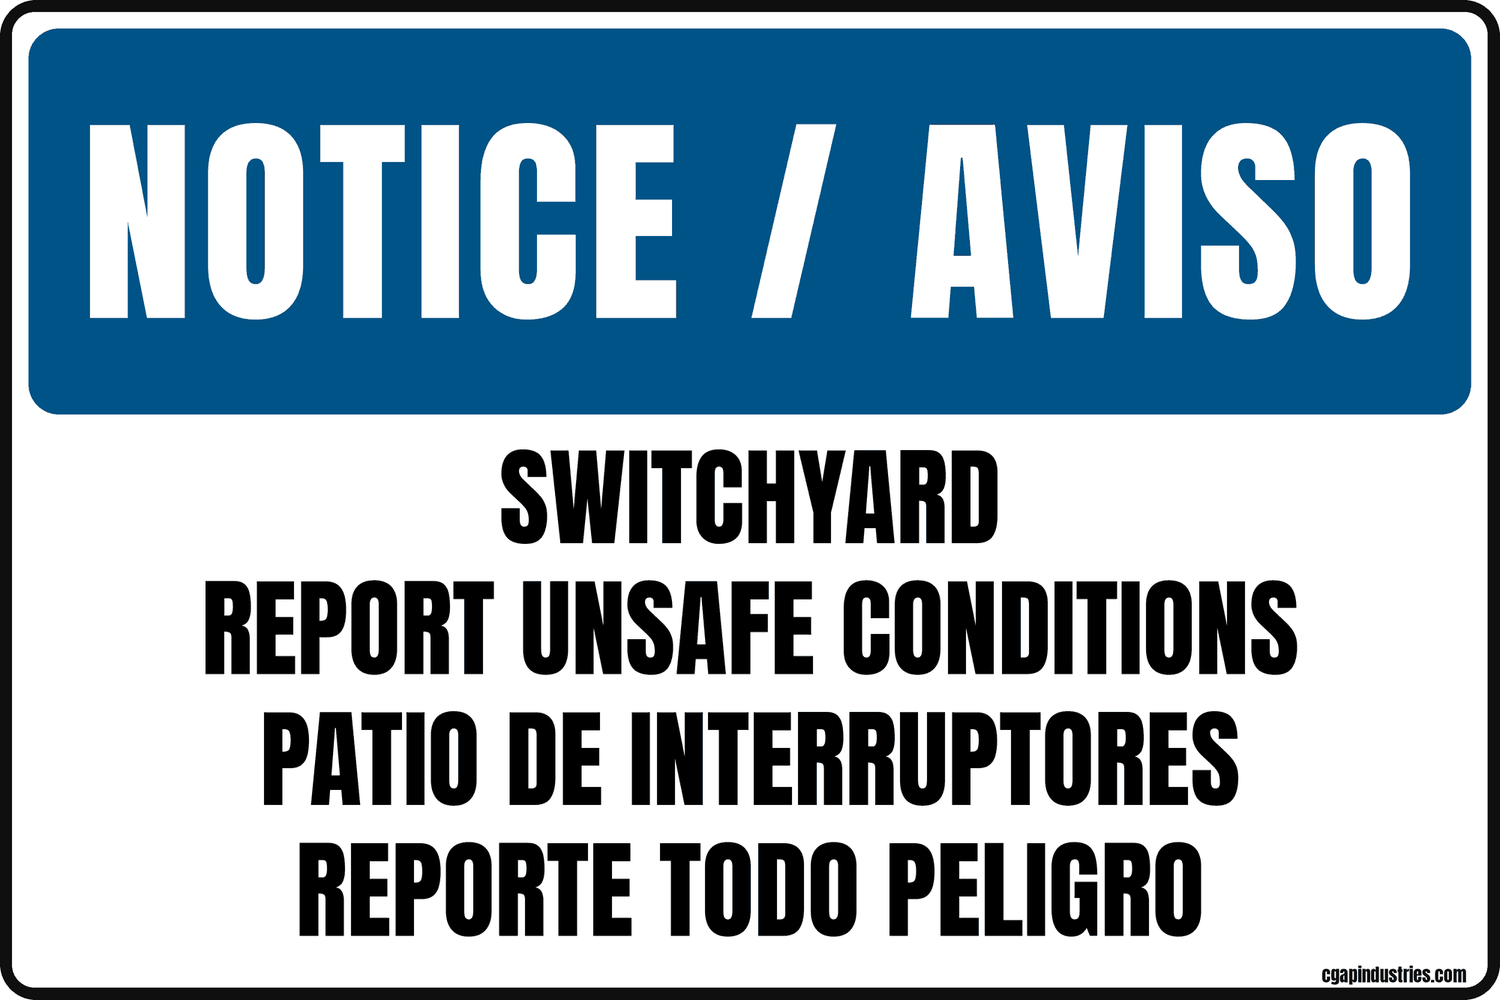 NOTICE / AVISO
SWITCHYARD
REPORT UNSAFE CONDITIONS
PATIO DE INTERRUPTORES
REPORTE TODO PELIGRO
cgapindustries.com